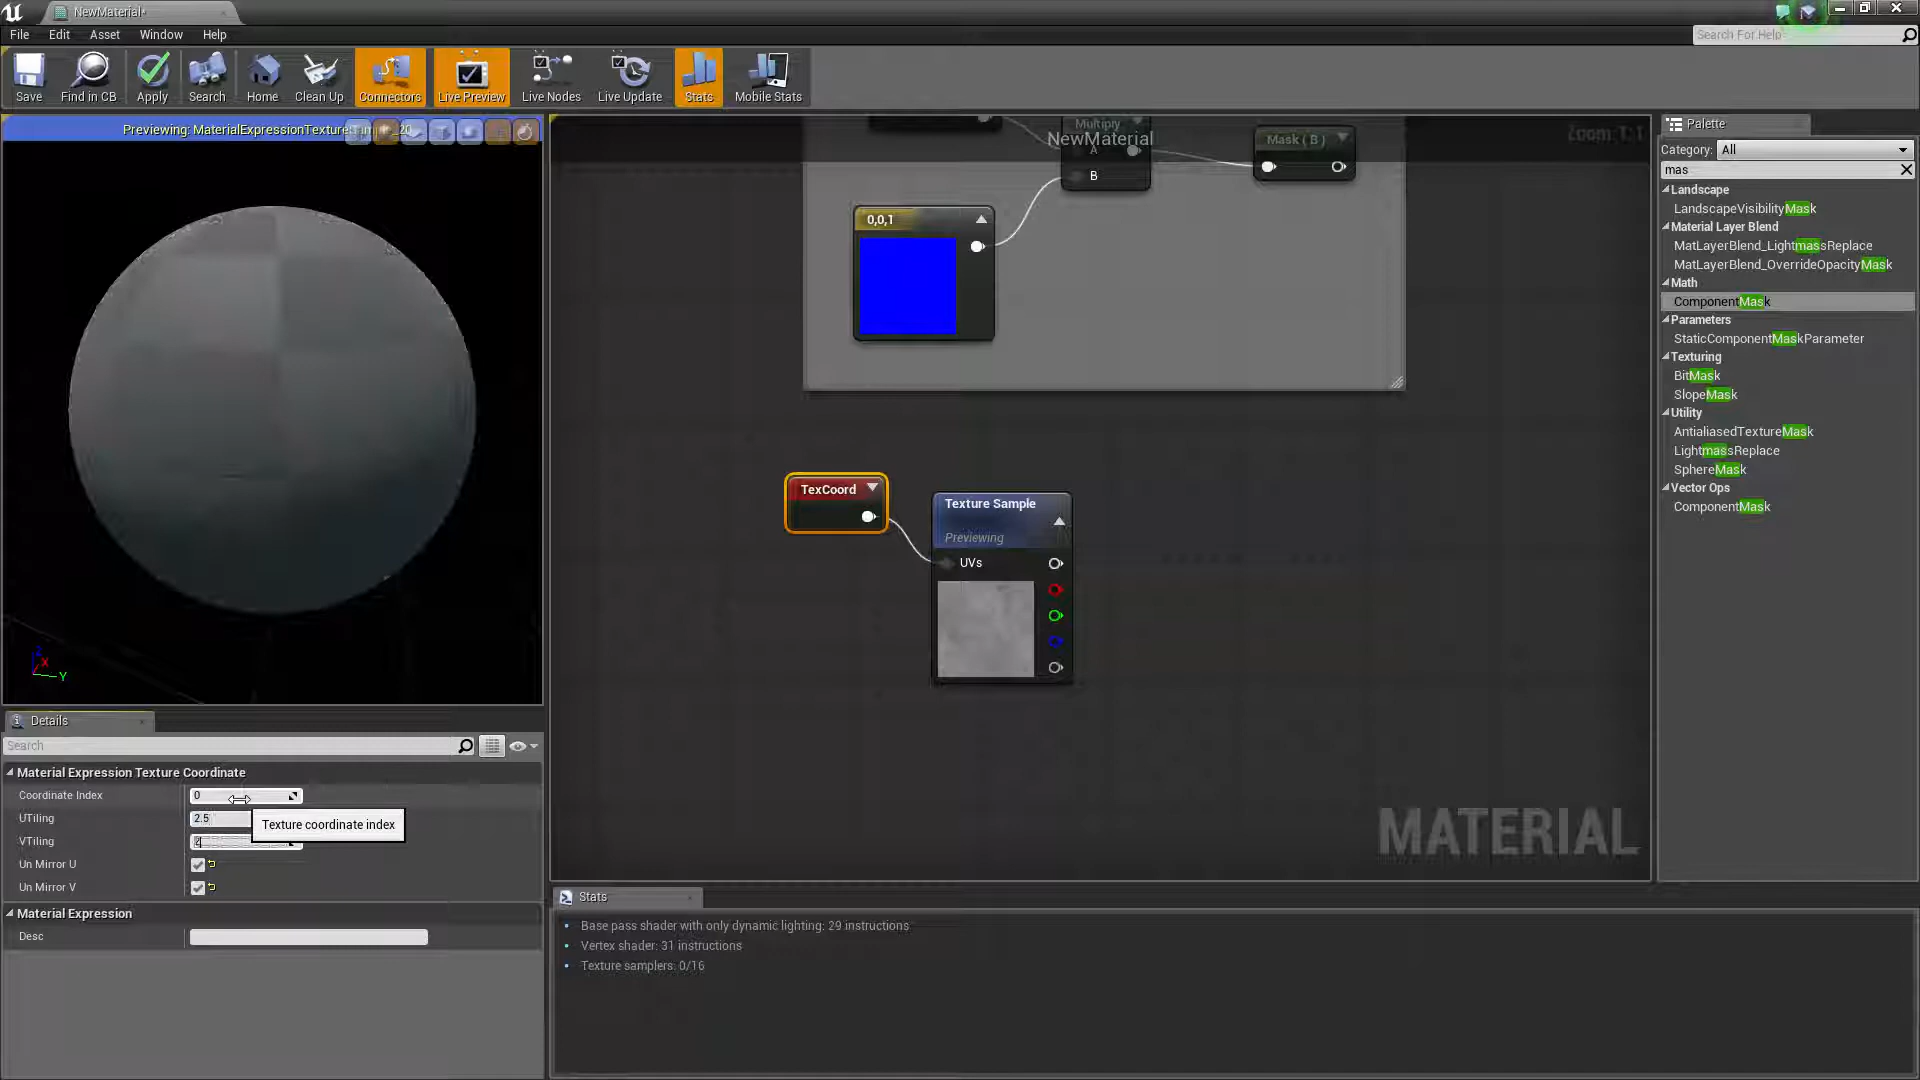 NewMaterial*
File Edit Asset Window Help
Search For Help
Save Find in CB Apply Search Home Clean Up Connectors Live Preview Live Nodes Live Update Stats Mobile Stats
Previewing: MaterialExpressionTextureSample_20
NewMaterial
Zoom 1:1
Multiply
A
B
Mask ( B )
0,0,1
TexCoord
Texture Sample
Previewing
UVs
MATERIAL
Z
X
Y
Palette
Category: All
mas
Landscape
LandscapeVisibilityMask
Material Layer Blend
MatLayerBlend_LightmassReplace
MatLayerBlend_OverrideOpacityMask
Math
ComponentMask
Parameters
StaticComponentMaskParameter
Texturing
BitMask
SlopeMask
Utility
AntialiasedTextureMask
LightmassReplace
SphereMask
Vector Ops
ComponentMask
Details
Search
Material Expression Texture Coordinate
Coordinate Index 0
UTiling 2.5
Texture coordinate index
VTiling
Un Mirror U
Un Mirror V
Material Expression
Desc
Stats
Base pass shader with only dynamic lighting: 29 instructions
Vertex shader: 31 instructions
Texture samplers: 0/16